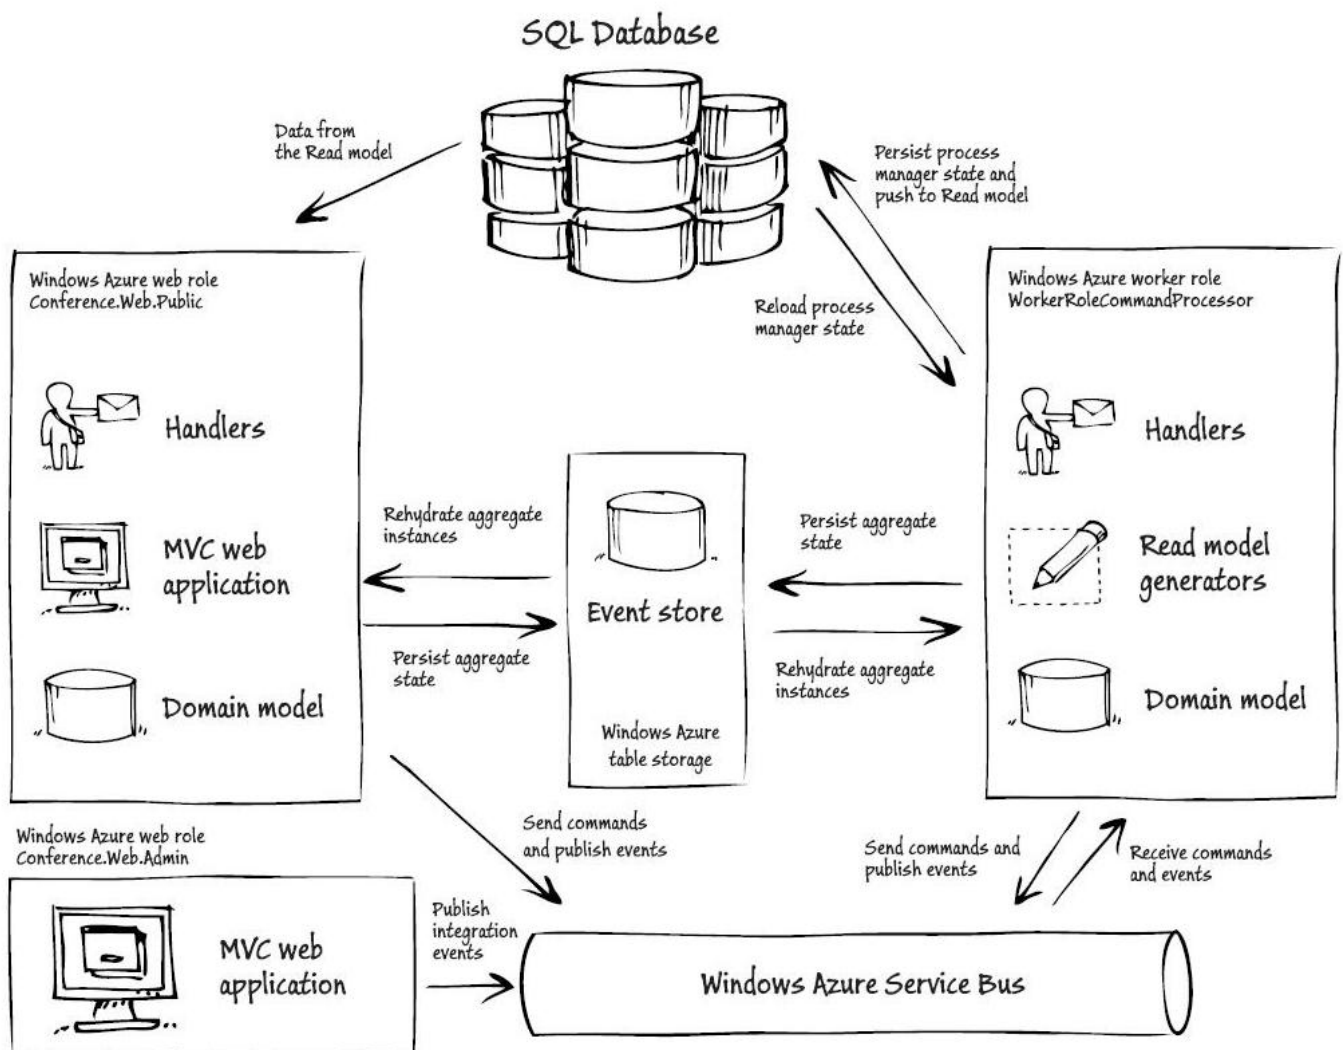 SQL Database
Data from
the Read model
Persist process
manager state and
push to Read model
Reload process
manager state
Windows Azure web role
Conference.Web.Public
Handlers
MVC web
application
Domain model
Rehydrate aggregate
instances
Persist aggregate
state
Event store
Windows Azure
table storage
Persist aggregate
state
Rehydrate aggregate
instances
Windows Azure worker role
WorkerRoleCommandProcessor
Handlers
Read model
generators
Domain model
Send commands
and publish events
Send commands and
publish events
Receive commands
and events
Windows Azure web role
Conference.Web.Admin
MVC web
application
Publish
integration
events
Windows Azure Service Bus